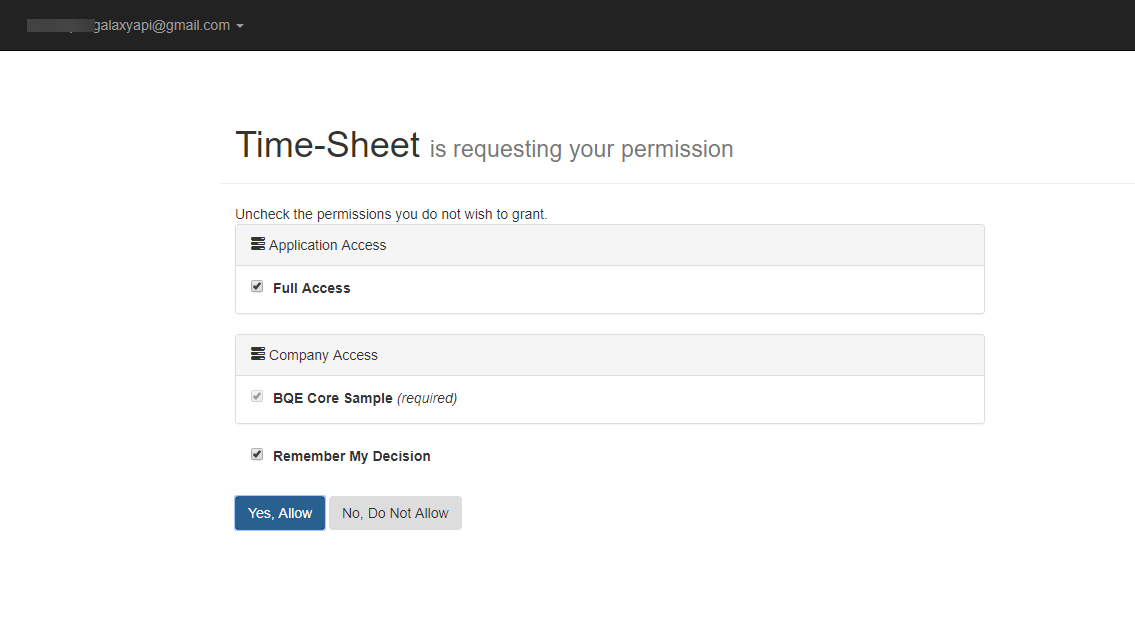 galaxyapi@gmail.com
Time-Sheet is requesting your permission
Uncheck the permissions you do not wish to grant.
Application Access
Full Access
Company Access
BQE Core Sample (required)
Remember My Decision
Yes, Allow
No, Do Not Allow